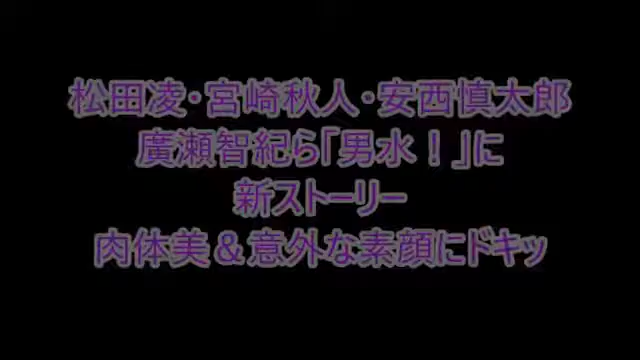 松田凌・宮崎秋人・安西慎太郎
廣瀬智紀ら「男水！」に
新ストーリー
肉体美＆意外な素顔にドキッ